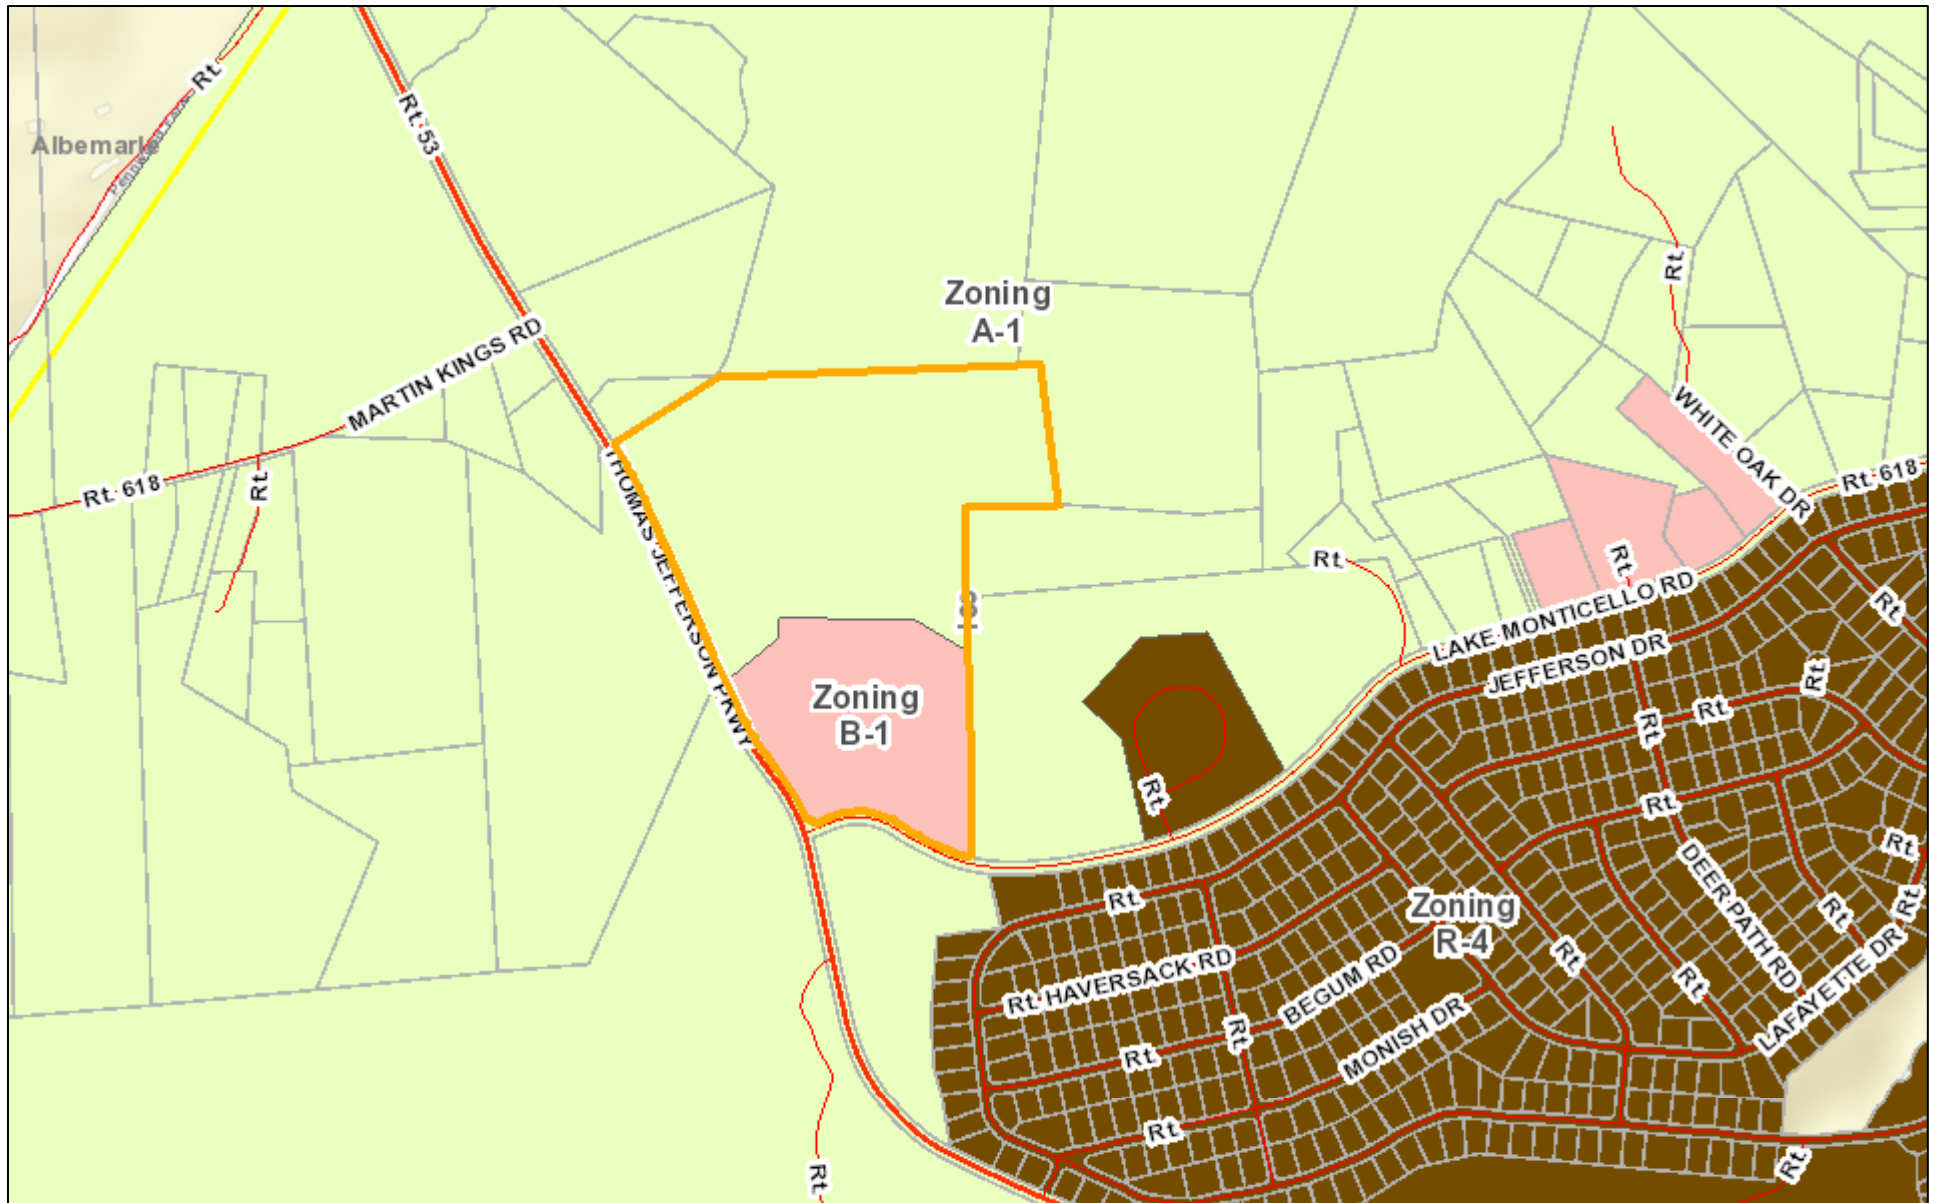 Rt.
Rt. 53
Albemarle
Zoning
A-1
Rt.
MARTIN KINGS RD
WHITE OAK DR
Rt. 618
Rt. 618
Rt.
THOMAS JEFFERSON PKWY
Rt.
Rt.
LAKE MONTICELLO RD
Rt.
JEFFERSON DR
Rt.
Zoning
B-1
Rt.
Rt.
Rt.
Rt.
Rt.
DEER PATH RD
Rt.
Rt.
Zoning
R-4
Rt.
Rt.
Rt. HAVERSACK RD
BEGUM RD
Rt.
Rt.
LAFAYETTE DR
MONISH DR
Rt.
Rt.
Rt.
Rt.
Rt.